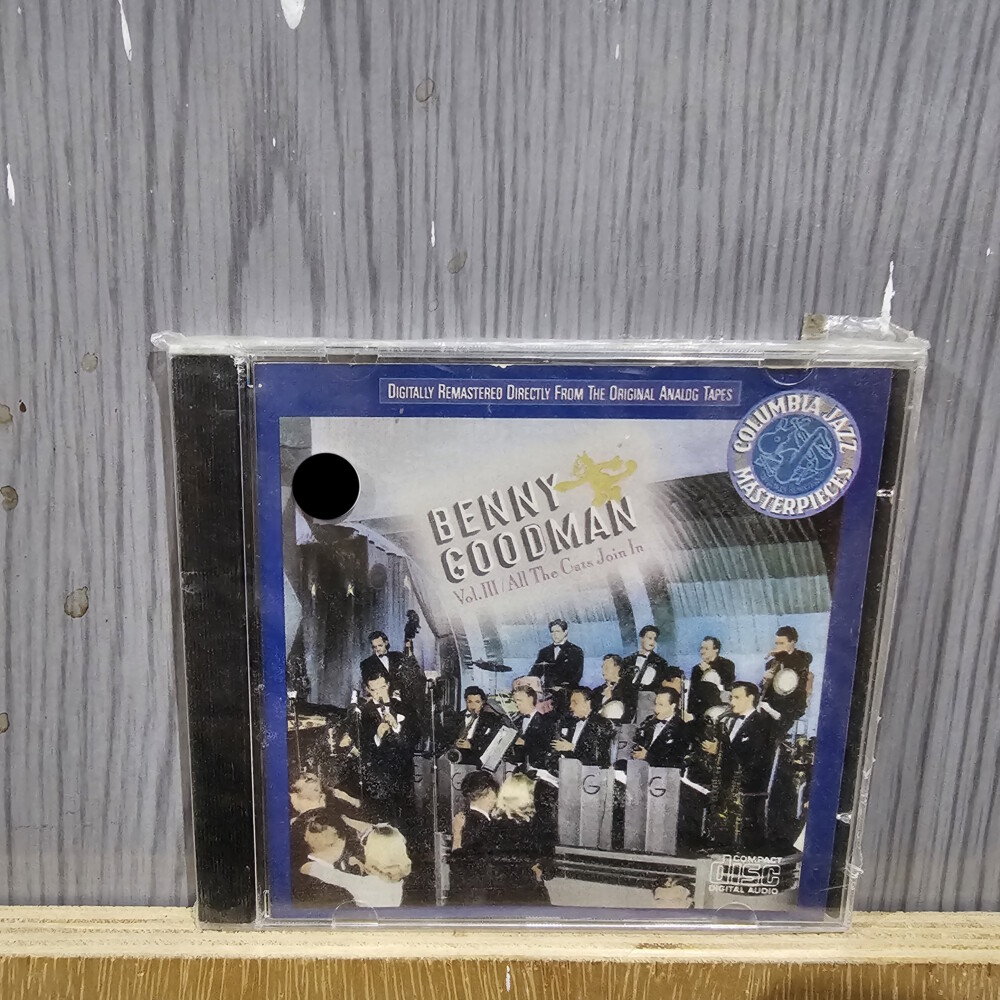 DIGITALLY REMASTERED DIRECTLY FROM THE ORIGINAL ANALOG TAPES
COLUMBIA JAZZ
MASTERPIECES
BENNY
GOODMAN
Vol.III / All The Cats Join In
G G
COMPACT
disc
DIGITAL AUDIO